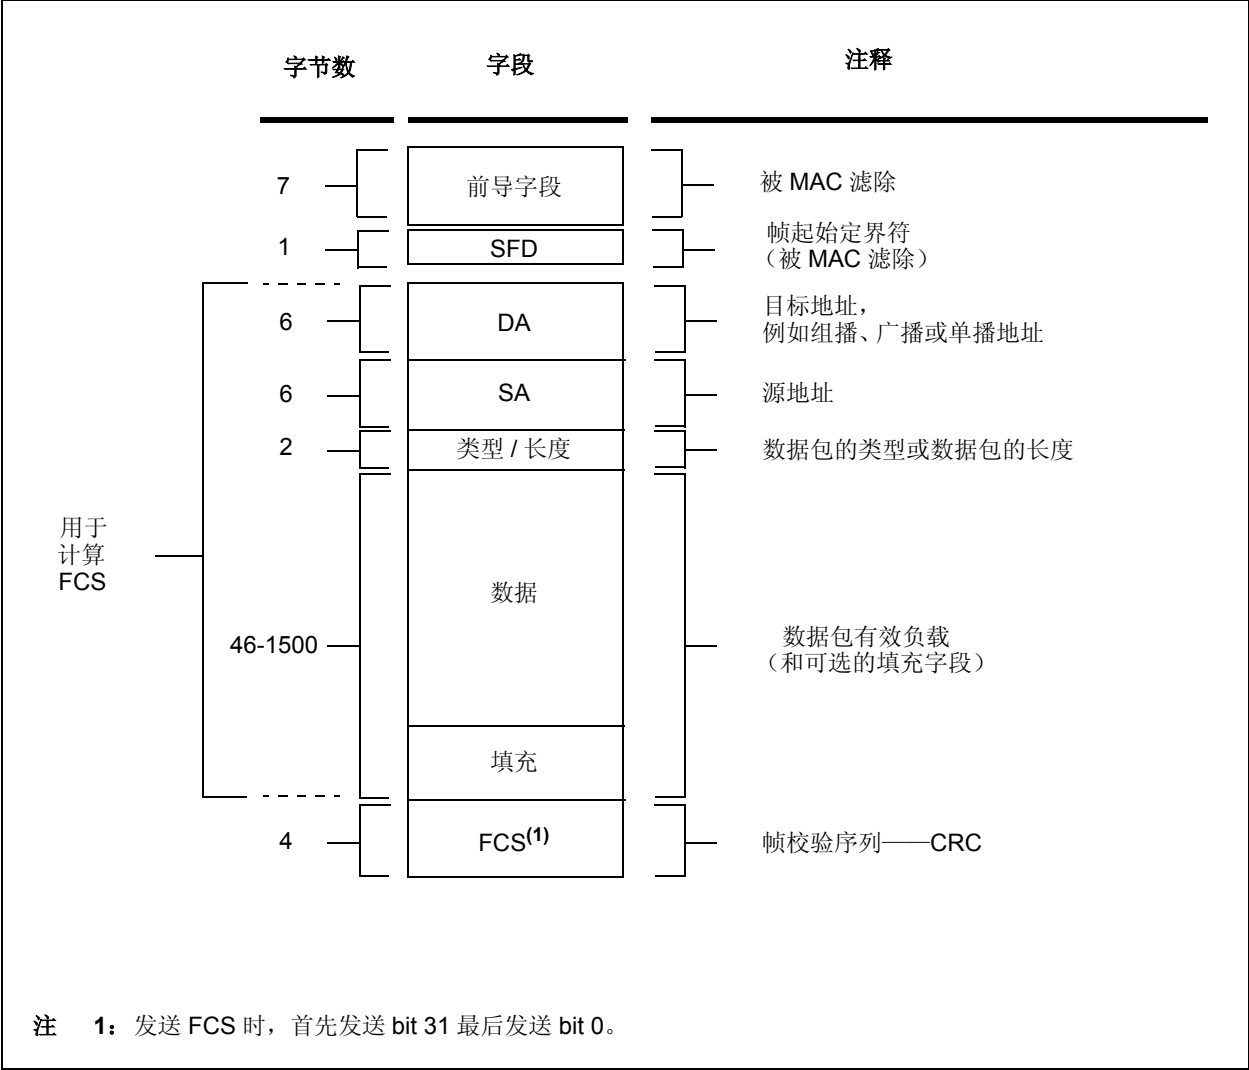 字节数 字段 注释
7 前导字段 被 MAC 滤除
1 SFD 帧起始定界符
（被 MAC 滤除）
6 DA 目标地址，
例如组播、广播或单播地址
6 SA 源地址
2 类型 / 长度 数据包的类型或数据包的长度
用于
计算
FCS
数据
46-1500 数据包有效负载
（和可选的填充字段）
填充
4 FCS(1) 帧校验序列——CRC
注 1： 发送 FCS 时，首先发送 bit 31 最后发送 bit 0。